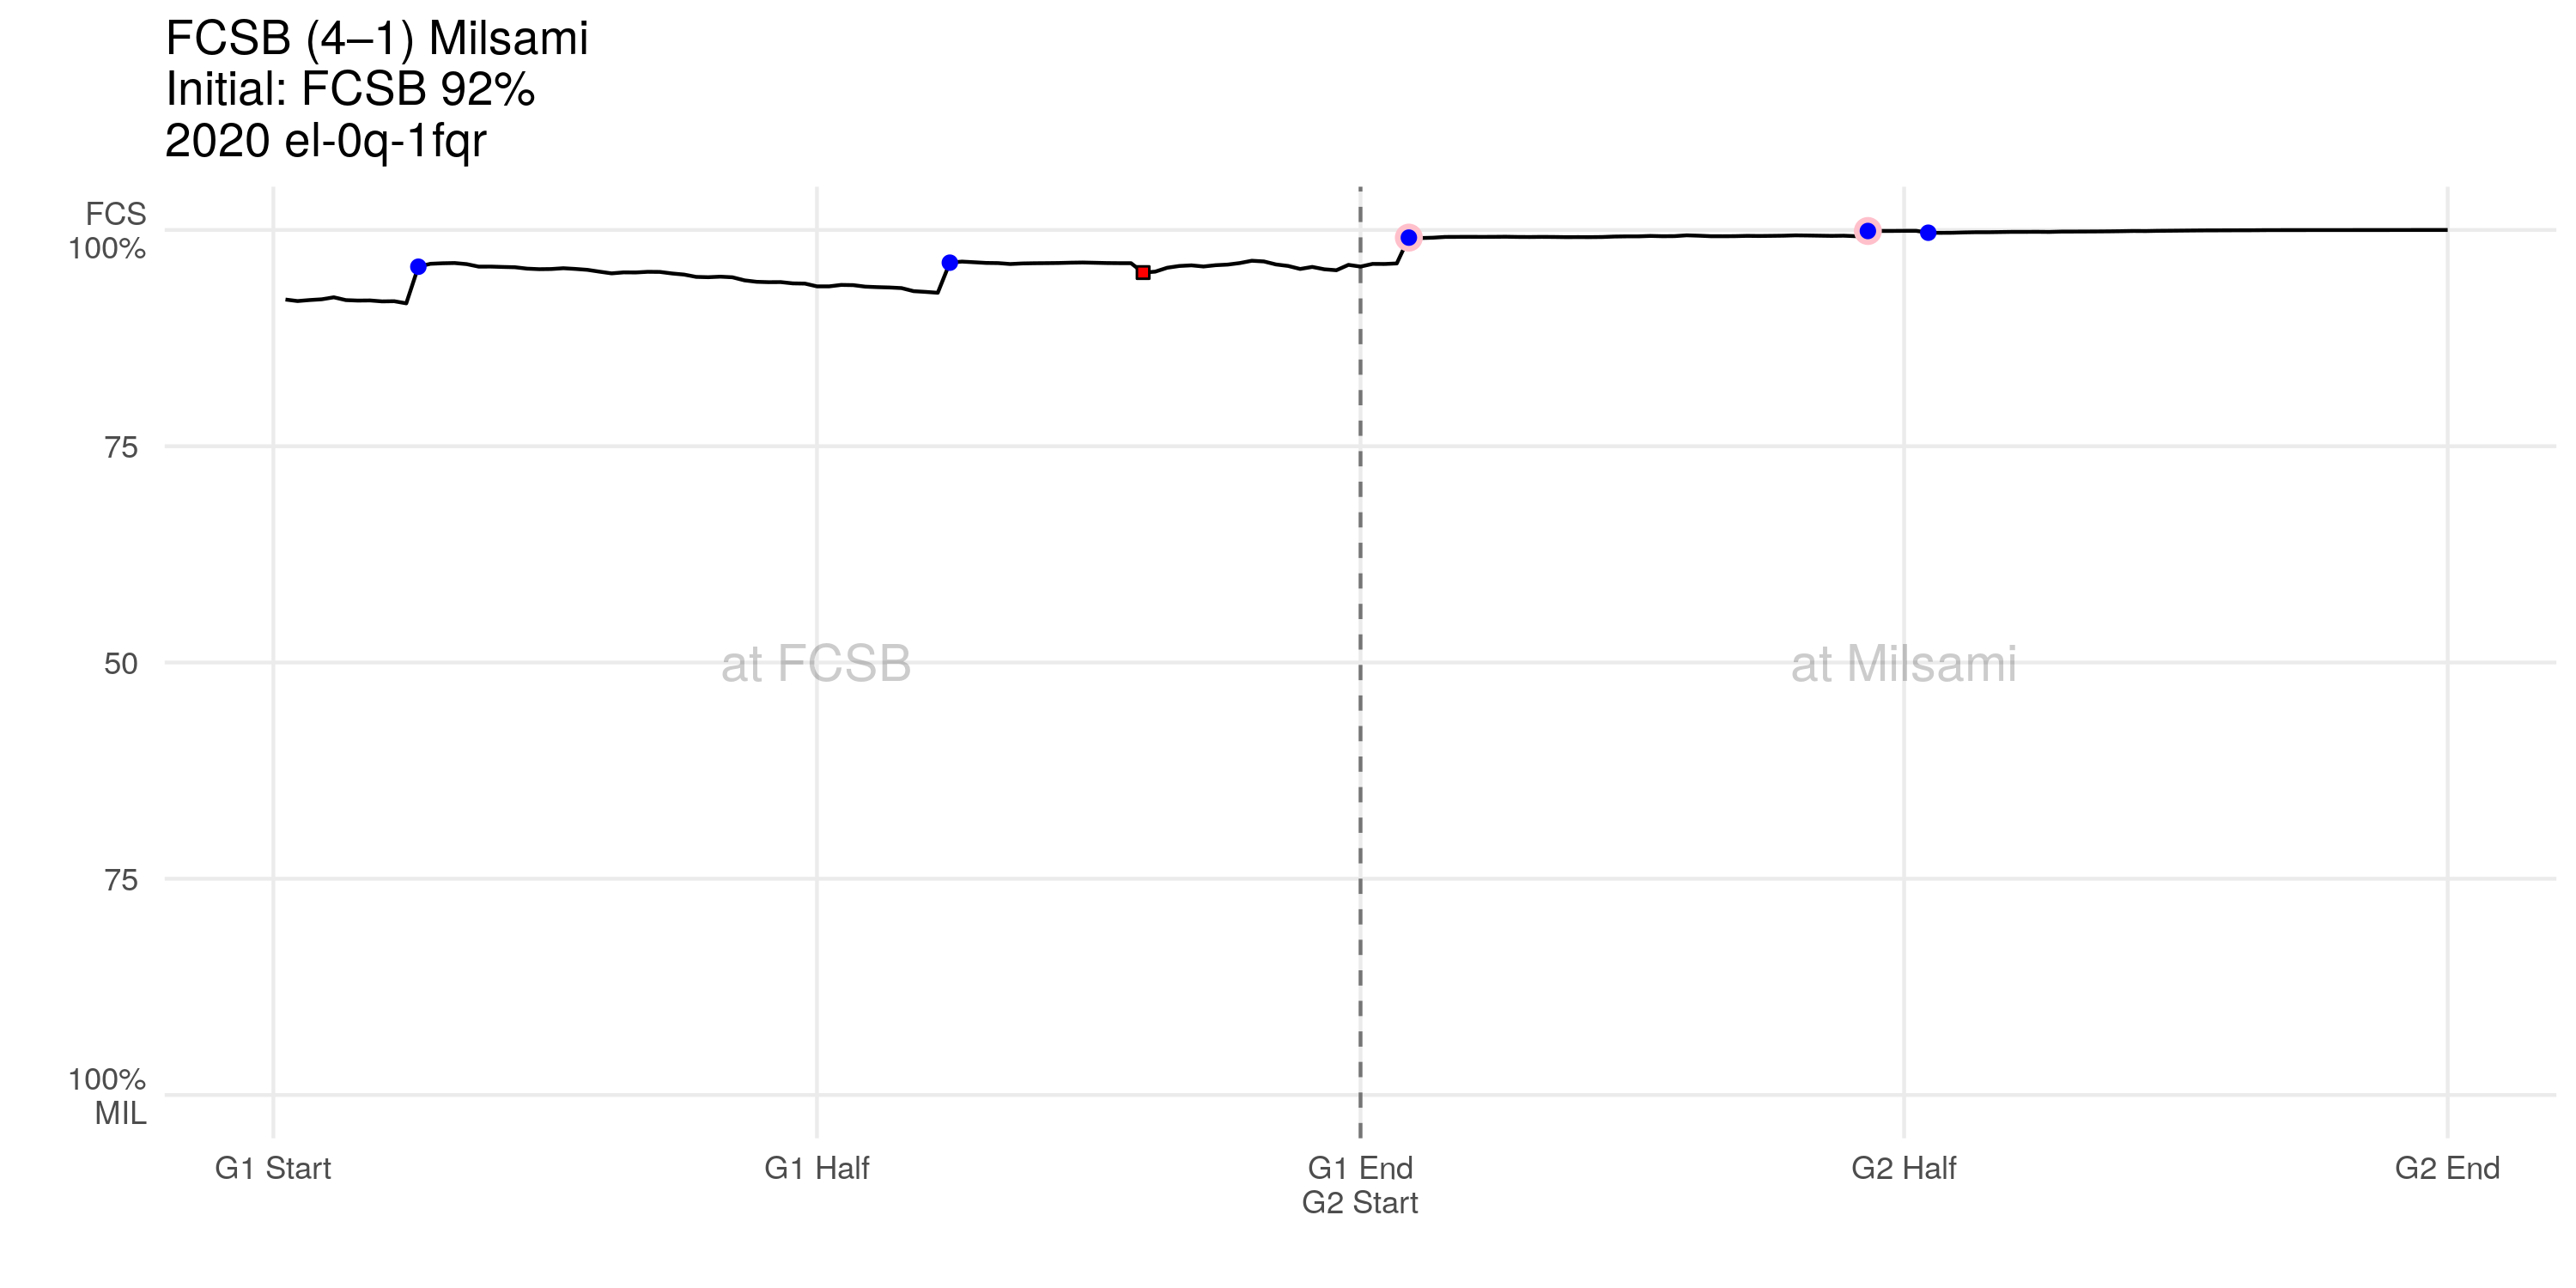 FCSB (4–1) Milsami
Initial: FCSB 92%
2020 el-0q-1fqr
FCS
100%
75
50
75
100%
MIL
at FCSB
at Milsami
G1 Start
G1 Half
G1 End
G2 Start
G2 Half
G2 End